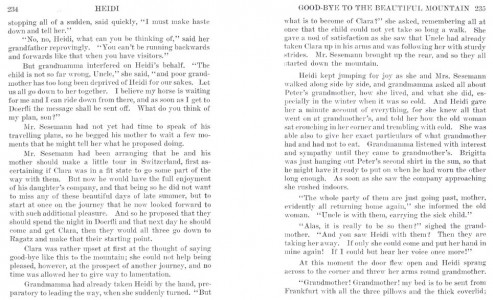 234 HEIDI
stopping all of a sudden, said quickly, "I must make haste
down and tell her."
"No, no, Heidi, what can you be thinking of," said her
grandfather reprovingly. "You can't be running backwards
and forwards like that when you have visitors."
But grandmamma interfered on Heidi's behalf. "The
child is not so far wrong, Uncle," she said, "and poor grand-
mother has too long been deprived of Heidi for our sakes. Let
us all go down to her together. I believe my horse is waiting
for me and I can ride down from there, and as soon as I get to
Dorfli the message shall be sent off. What do you think of
my plan, son?"
Mr. Sesemann had not yet had time to speak of his
travelling plans, so he begged his mother to wait a few mo-
ments that he might tell her what he proposed doing.
Mr. Sesemann had been arranging that he and his
mother should make a little tour in Switzerland, first as-
certaining if Clara was in a fit state to go some part of the
way with them. But now he would have the full enjoyment
of his daughter's company, and that being so he did not want
to miss any of these beautiful days of late summer, but to
start at once on the journey that he now looked forward to
with such additional pleasure. And so he proposed that they
should spend the night in Dorfli and that next day he should
come and get Clara, then they would all three go down to
Ragatz and make that their starting point.
Clara was rather upset at first at the thought of saying
good-bye like this to the mountain; she could not help being
pleased, however, at the prospect of another journey, and no
time was allowed her to give way to lamentation.
Grandmamma had already taken Heidi by the hand, pre-
paratory to leading the way, when she suddenly turned. "But
GOOD-BYE TO THE BEAUTIFUL MOUNTAIN 235
what is to become of Clara?" she asked, remembering all at
once that the child could not yet take so long a walk. She
gave a nod of satisfaction as she saw that Uncle had already
taken Clara up in his arms and was following her with sturdy
strides. Mr. Sesemann brought up the rear, and so they all
started down the mountain.
Heidi kept jumping for joy as she and Mrs. Sesemann
walked along side by side, and grandmamma asked all about
Peter's grandmother, how she lived, and what she did, es-
pecially in the winter when it was so cold. And Heidi gave
her a minute account of everything, for she knew all that
went on at grandmother's, and told her how the old woman
sat crouching in her corner and trembling with cold. She was
able also to give her exact particulars of what grandmother
had and had not to eat. Grandmamma listened with interest
and sympathy until they came to grandmother's. Brigitta
was just hanging out Peter's second shirt in the sun, so that
he might have it ready to put on when he had worn the other
long enough. As soon as she saw the company approaching
she rushed indoors.
"The whole party of them are just going past, mother,
evidently all returning home again," she informed the old
woman. "Uncle is with them, carrying the sick child."
"Alas, is it really to be so then?" sighed the grand-
mother. "And you saw Heidi with them? Then they are
taking her away. If only she could come and put her hand in
mine again! If I could but hear her voice once more!"
At this moment the door flew open and Heidi sprang
across to the corner and threw her arms round grandmother.
"Grandmother! Grandmother! my bed is to be sent from
Frankfurt with all the three pillows and the thick coverlid;